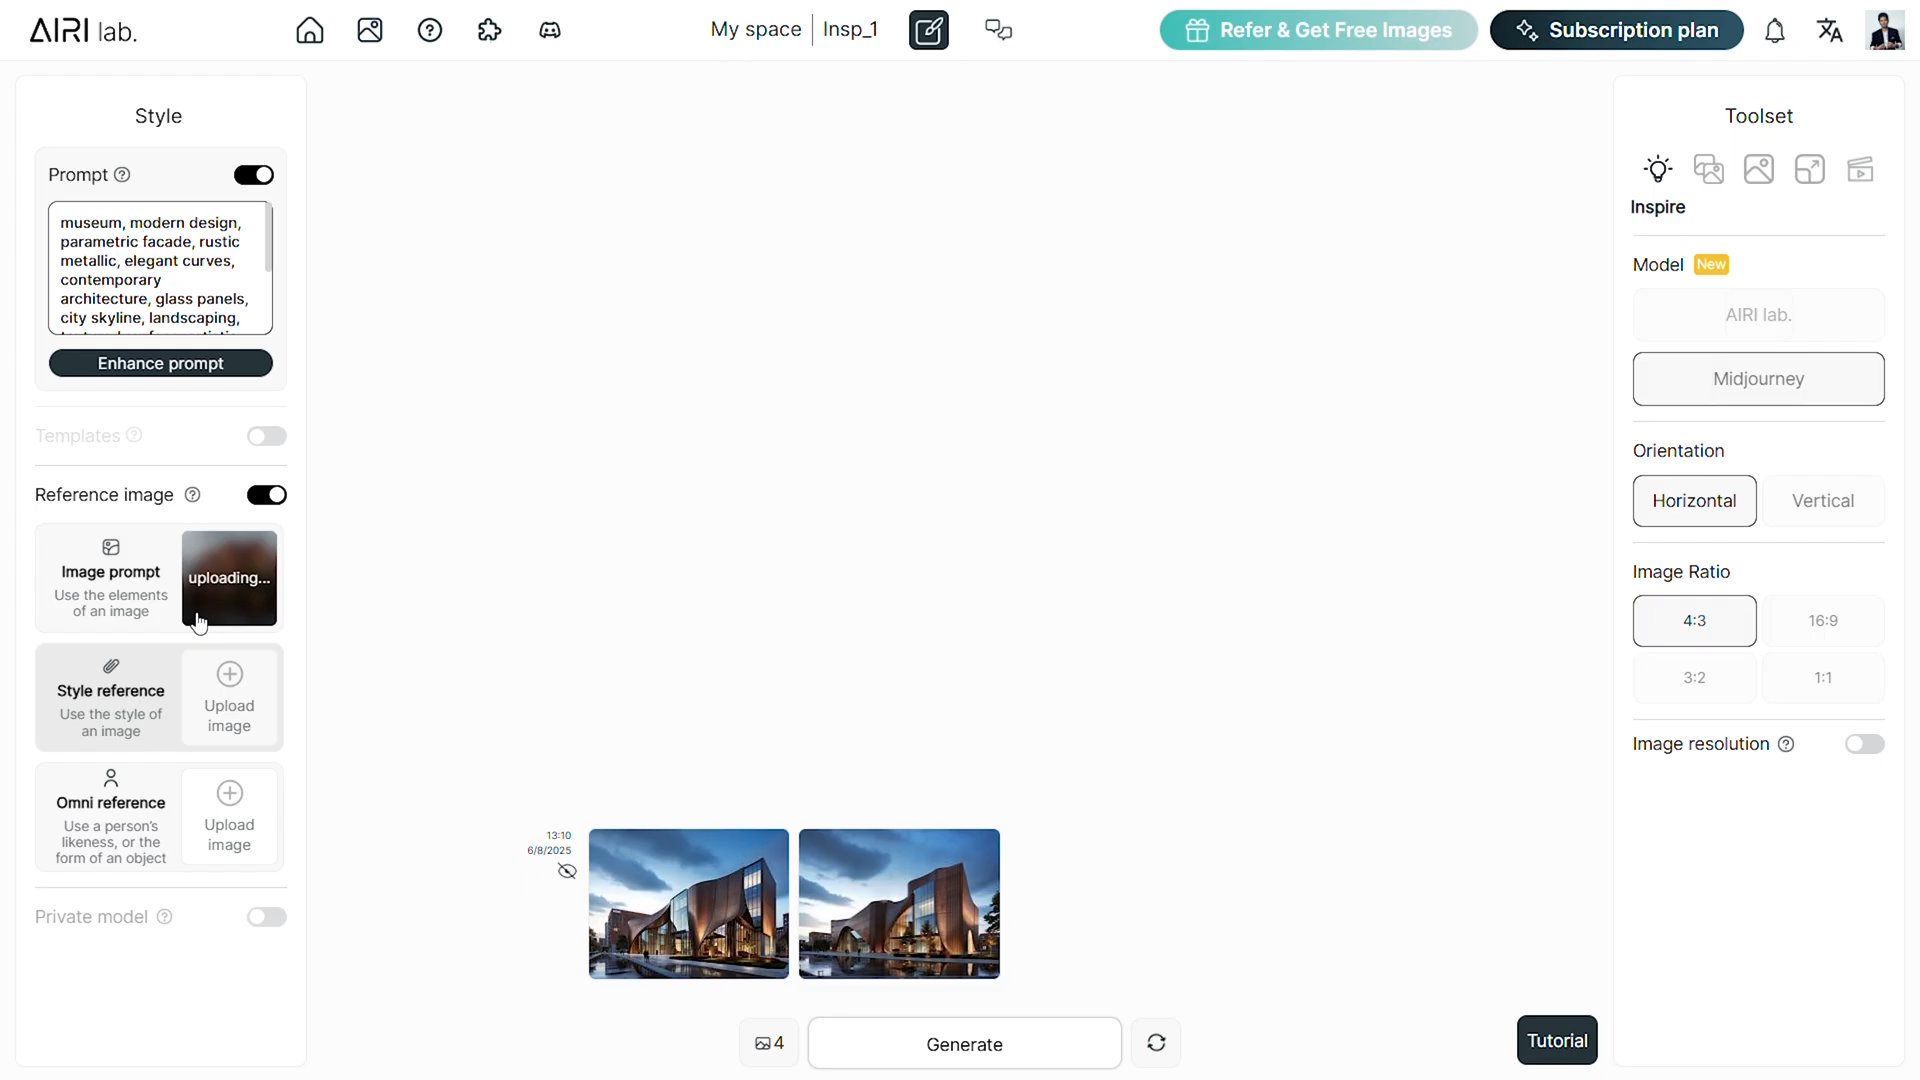 AIRI lab.
My space
Insp_1
Refer & Get Free Images
Subscription plan
Style
Prompt
museum, modern design,
parametric facade, rustic
metallic, elegant curves,
contemporary
architecture, glass panels,
city skyline, landscaping,
Enhance prompt
Templates
Reference image
Image prompt
Use the elements
of an image
uploading...
Style reference
Use the style of
an image
Upload
image
Omni reference
Use a person's
likeness, or the
form of an object
Upload
image
Private model
13:10
6/8/2025
4
Generate
Tutorial
Toolset
Inspire
Model New
AIRI lab.
Midjourney
Orientation
Horizontal
Vertical
Image Ratio
4:3
16:9
3:2
1:1
Image resolution